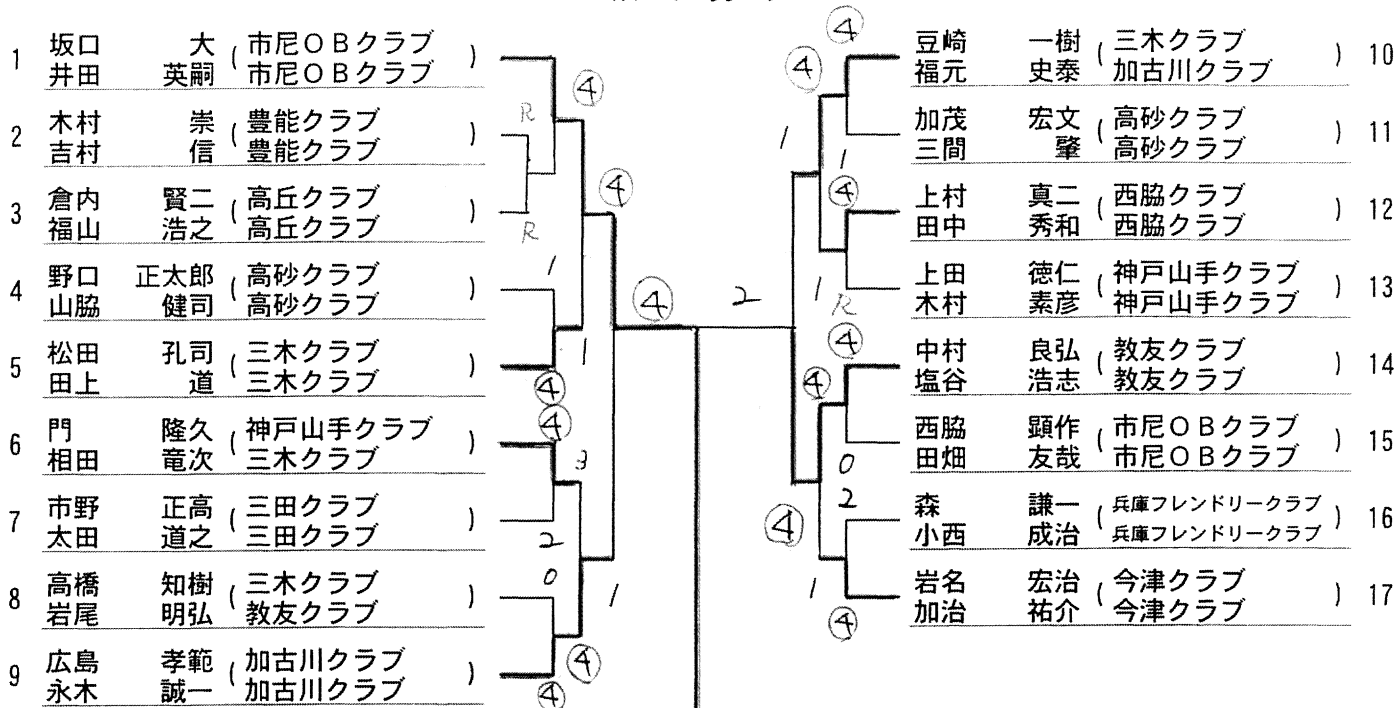 1 坂口 大 ( 市尼OBクラブ )
井田 英嗣 市尼OBクラブ
2 木村 崇 ( 豊能クラブ )
吉村 信 豊能クラブ
3 倉内 賢二 ( 高丘クラブ )
福山 浩之 高丘クラブ
4 野口 正太郎 ( 高砂クラブ )
山脇 健司 高砂クラブ
5 松田 孔司 ( 三木クラブ )
田上 道 三木クラブ
6 門 隆久 ( 神戸山手クラブ )
相田 竜次 三木クラブ
7 市野 正高 ( 三田クラブ )
太田 道之 三田クラブ
8 高橋 知樹 ( 三木クラブ )
岩尾 明弘 教友クラブ
9 広島 孝範 ( 加古川クラブ )
永木 誠一 加古川クラブ
④
R
④
R
1
④
1
④
④
3
2
0
1
④
④
2
④
④
1
1
④
1
R
④
④
0
2
④
1
④
豆崎 一樹 ( 三木クラブ ) 10
福元 史泰 加古川クラブ
加茂 宏文 ( 高砂クラブ ) 11
三間 肇 高砂クラブ
上村 真二 ( 西脇クラブ ) 12
田中 秀和 西脇クラブ
上田 徳仁 ( 神戸山手クラブ ) 13
木村 素彦 神戸山手クラブ
中村 良弘 ( 教友クラブ ) 14
塩谷 浩志 教友クラブ
西脇 顕作 ( 市尼OBクラブ ) 15
田畑 友哉 市尼OBクラブ
森 謙一 ( 兵庫フレンドリークラブ ) 16
小西 成治 兵庫フレンドリークラブ
岩名 宏治 ( 今津クラブ ) 17
加治 祐介 今津クラブ